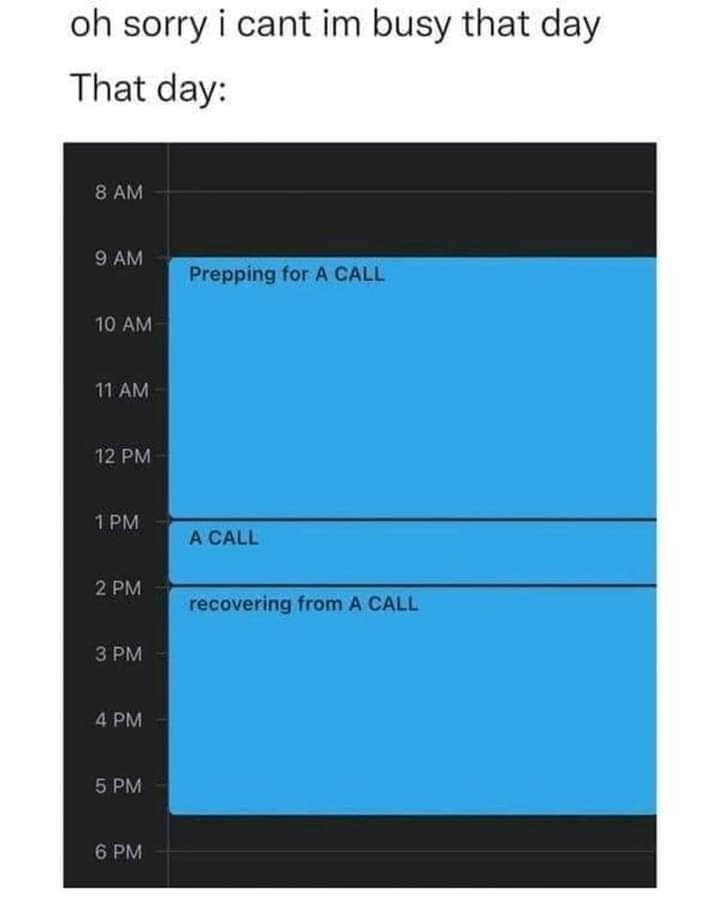 oh sorry i cant im busy that day
That day:
8 AM
9 AM
Prepping for A CALL
10 AM
11 AM
12 PM
1 PM
A CALL
2 PM
recovering from A CALL
3 PM
4 PM
5 PM
6 PM